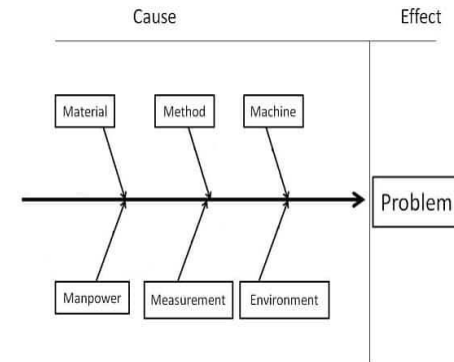 Cause
Effect
Material
Method
Machine
Problem
Manpower
Measurement
Environment